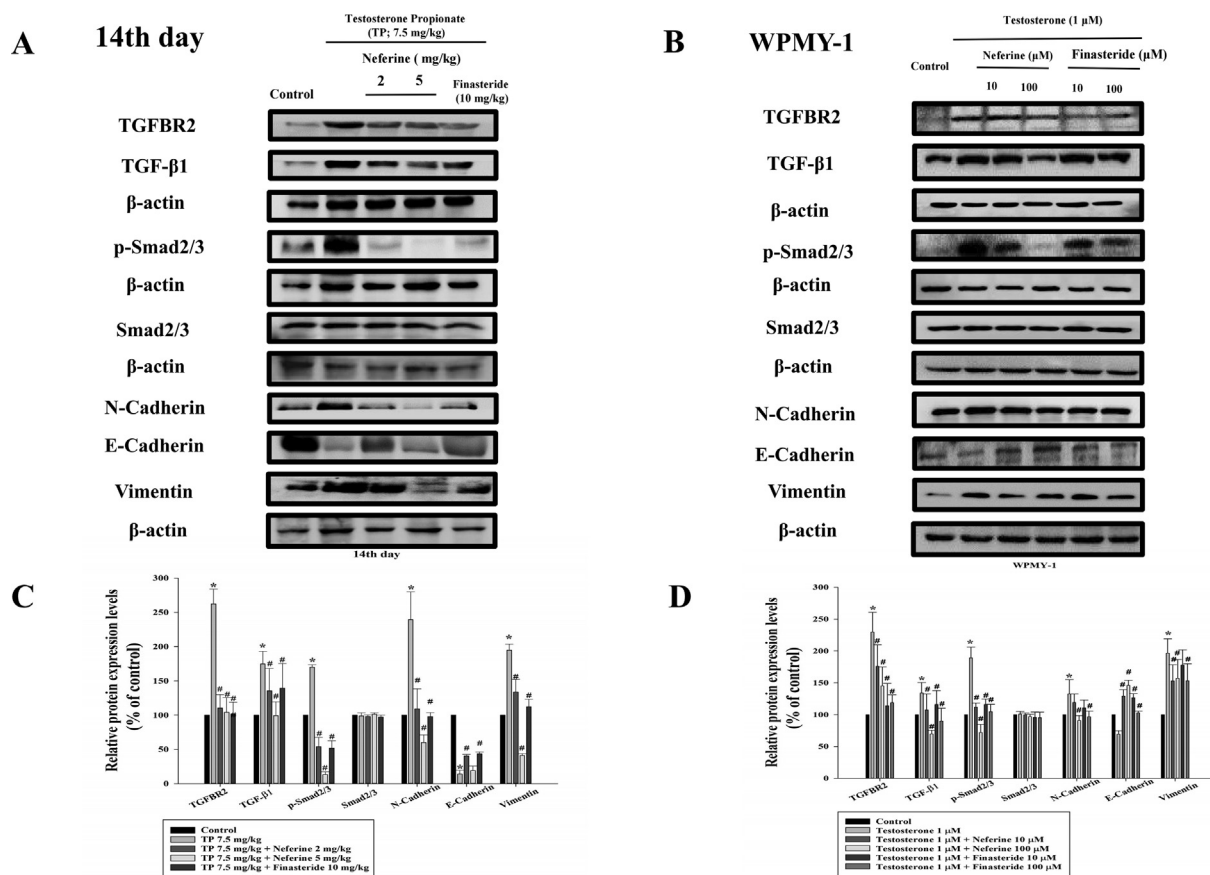 A
14th day
Testosterone Propionate
(TP; 7.5 mg/kg)
Neferine ( mg/kg)
Control
2
5
Finasteride
(10 mg/kg)
TGFBR2
TGF-β1
β-actin
p-Smad2/3
β-actin
Smad2/3
β-actin
N-Cadherin
E-Cadherin
Vimentin
β-actin
14th day
B
WPMY-1
Testosterone (1 μM)
Control
Neferine (μM)
Finasteride (μM)
10
100
10
100
TGFBR2
TGF-β1
β-actin
p-Smad2/3
β-actin
Smad2/3
β-actin
N-Cadherin
E-Cadherin
Vimentin
β-actin
WPMY-1
C
Relative protein expression levels
(% of control)
300
250
200
150
100
50
0
*
#
#
#
*
#
#
#
*
#
#
#
*
#
#
#
*
#
#
*
#
#
#
TGFBR2
TGF-β1
p-Smad2/3
Smad2/3
N-Cadherin
E-Cadherin
Vimentin
Control
TP 7.5 mg/kg
TP 7.5 mg/kg + Neferine 2 mg/kg
TP 7.5 mg/kg + Neferine 5 mg/kg
TP 7.5 mg/kg + Finasteride 10 mg/kg
D
Relative protein expression levels
(% of control)
300
250
200
150
100
50
0
*
#
#
#
#
*
#
#
#
#
*
#
#
#
#
*
#
#
#
#
#
#
#
*
#
#
#
#
TGFBR2
TGF-β1
p-Smad2/3
Smad2/3
N-Cadherin
E-Cadherin
Vimentin
Control
Testosterone 1 μM
Testosterone 1 μM + Neferine 10 μM
Testosterone 1 μM + Neferine 100 μM
Testosterone 1 μM + Finasteride 10 μM
Testosterone 1 μM + Finasteride 100 μM